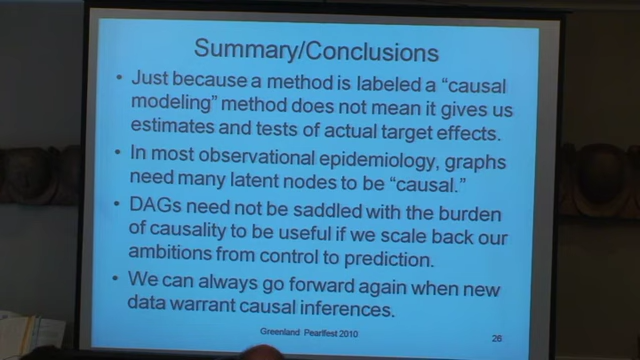 Summary/Conclusions
• Just because a method is labeled a “causal
modeling” method does not mean it gives us
estimates and tests of actual target effects.
• In most observational epidemiology, graphs
need many latent nodes to be “causal.”
• DAGs need not be saddled with the burden
of causality to be useful if we scale back our
ambitions from control to prediction.
• We can always go forward again when new
data warrant causal inferences.
Greenland Pearlfest 2010
26